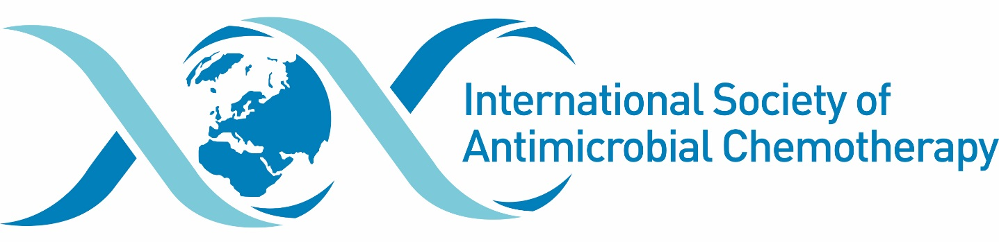 International Society of
Antimicrobial Chemotherapy